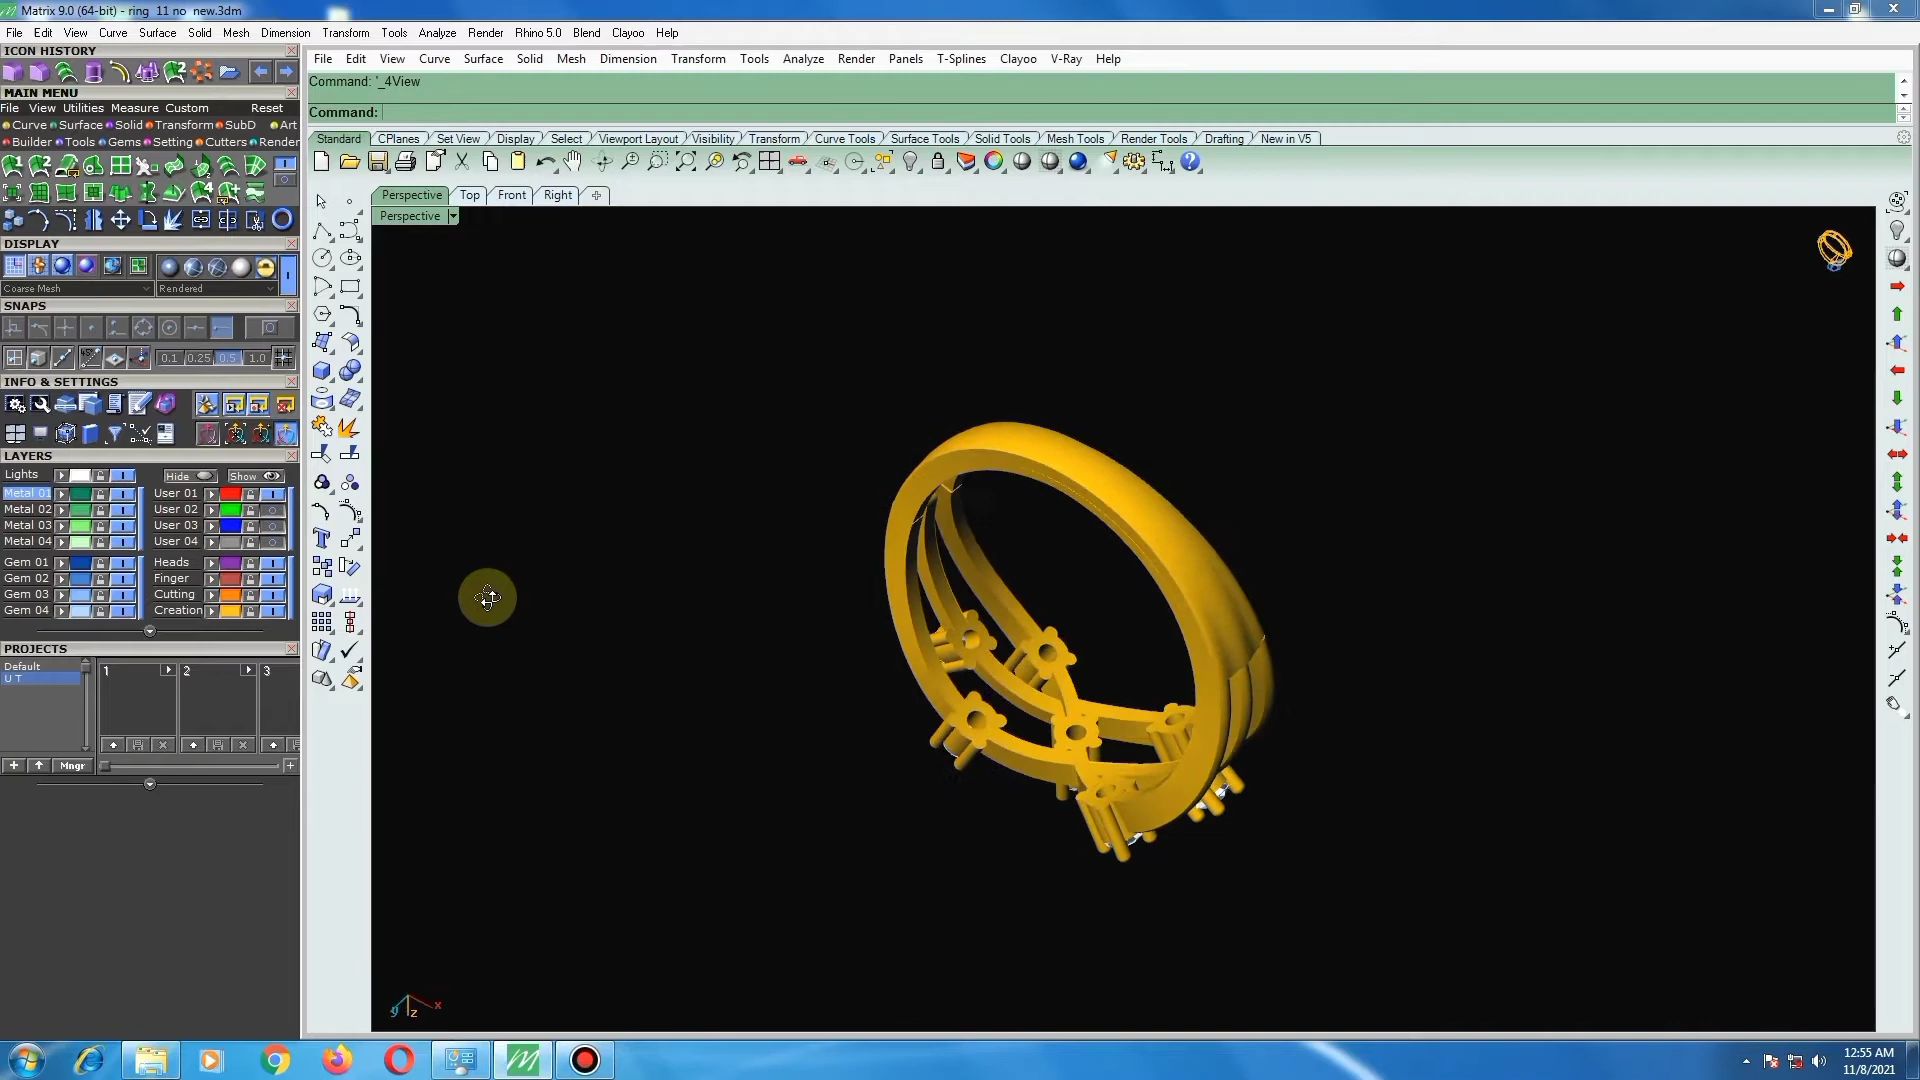 Matrix 9.0 (64-bit) - ring  11 no  new.3dm
File Edit View Curve Surface Solid Mesh Dimension Transform Tools Analyze Render Rhino 5.0 Blend Clayoo Help
ICON HISTORY
MAIN MENU
File View Utilities Measure Custom Reset
Curve Surface Solid Transform SubD Art
Builder Tools Gems Setting Cutters Render
DISPLAY
Coarse Mesh Rendered
SNAPS
0.1 0.25 0.5 1.0
INFO & SETTINGS
LAYERS
Lights Hide Show
Metal 01 User 01
Metal 02 User 02
Metal 03 User 03
Metal 04 User 04
Gem 01 Heads
Gem 02 Finger
Gem 03 Cutting
Gem 04 Creation
PROJECTS
Default
U T
1 2 3
Mngr
File Edit View Curve Surface Solid Mesh Dimension Transform Tools Analyze Render Panels T-Splines Clayoo V-Ray Help
Command: '_4View
Command:
Standard CPlanes Set View Display Select Viewport Layout Visibility Transform Curve Tools Surface Tools Solid Tools Mesh Tools Render Tools Drafting New in V5
Perspective Top Front Right
Perspective
y z x
12:55 AM
11/8/2021